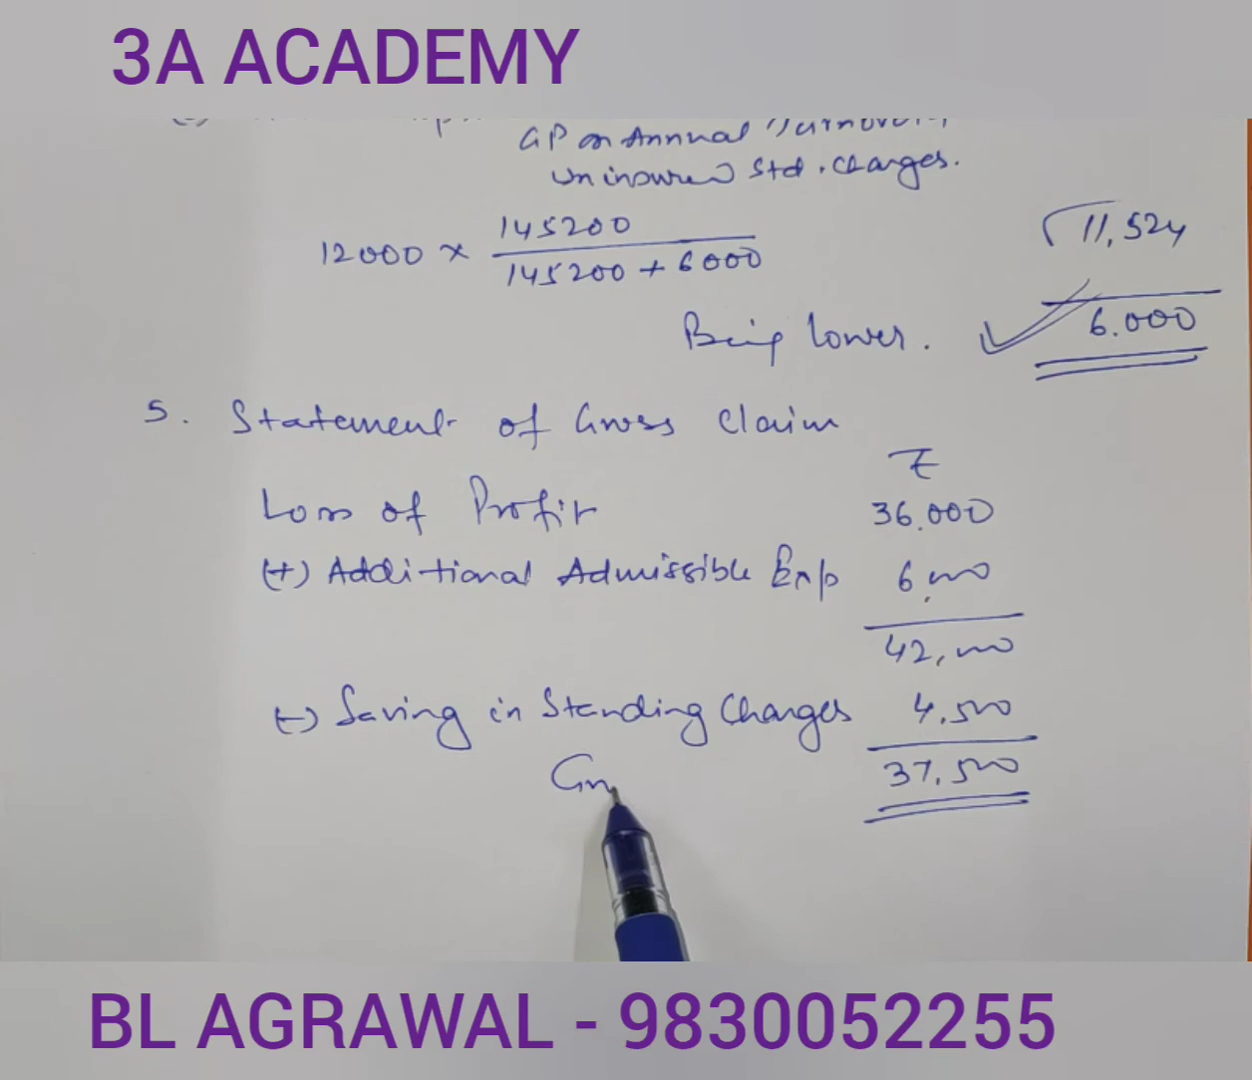 3A ACADEMY
GP on Annual Turnover +
Uninsured Std. Charges.
12000 × 145200
145200 + 6000
11,524
6.000
Being lower.
5. Statement of Gross Claim
₹
Loss of Profit 36.000
(+) Additional Admissible Exp 6,000
42,000
(-) Saving in Standing Charges 4,500
37,500
BL AGRAWAL - 9830052255